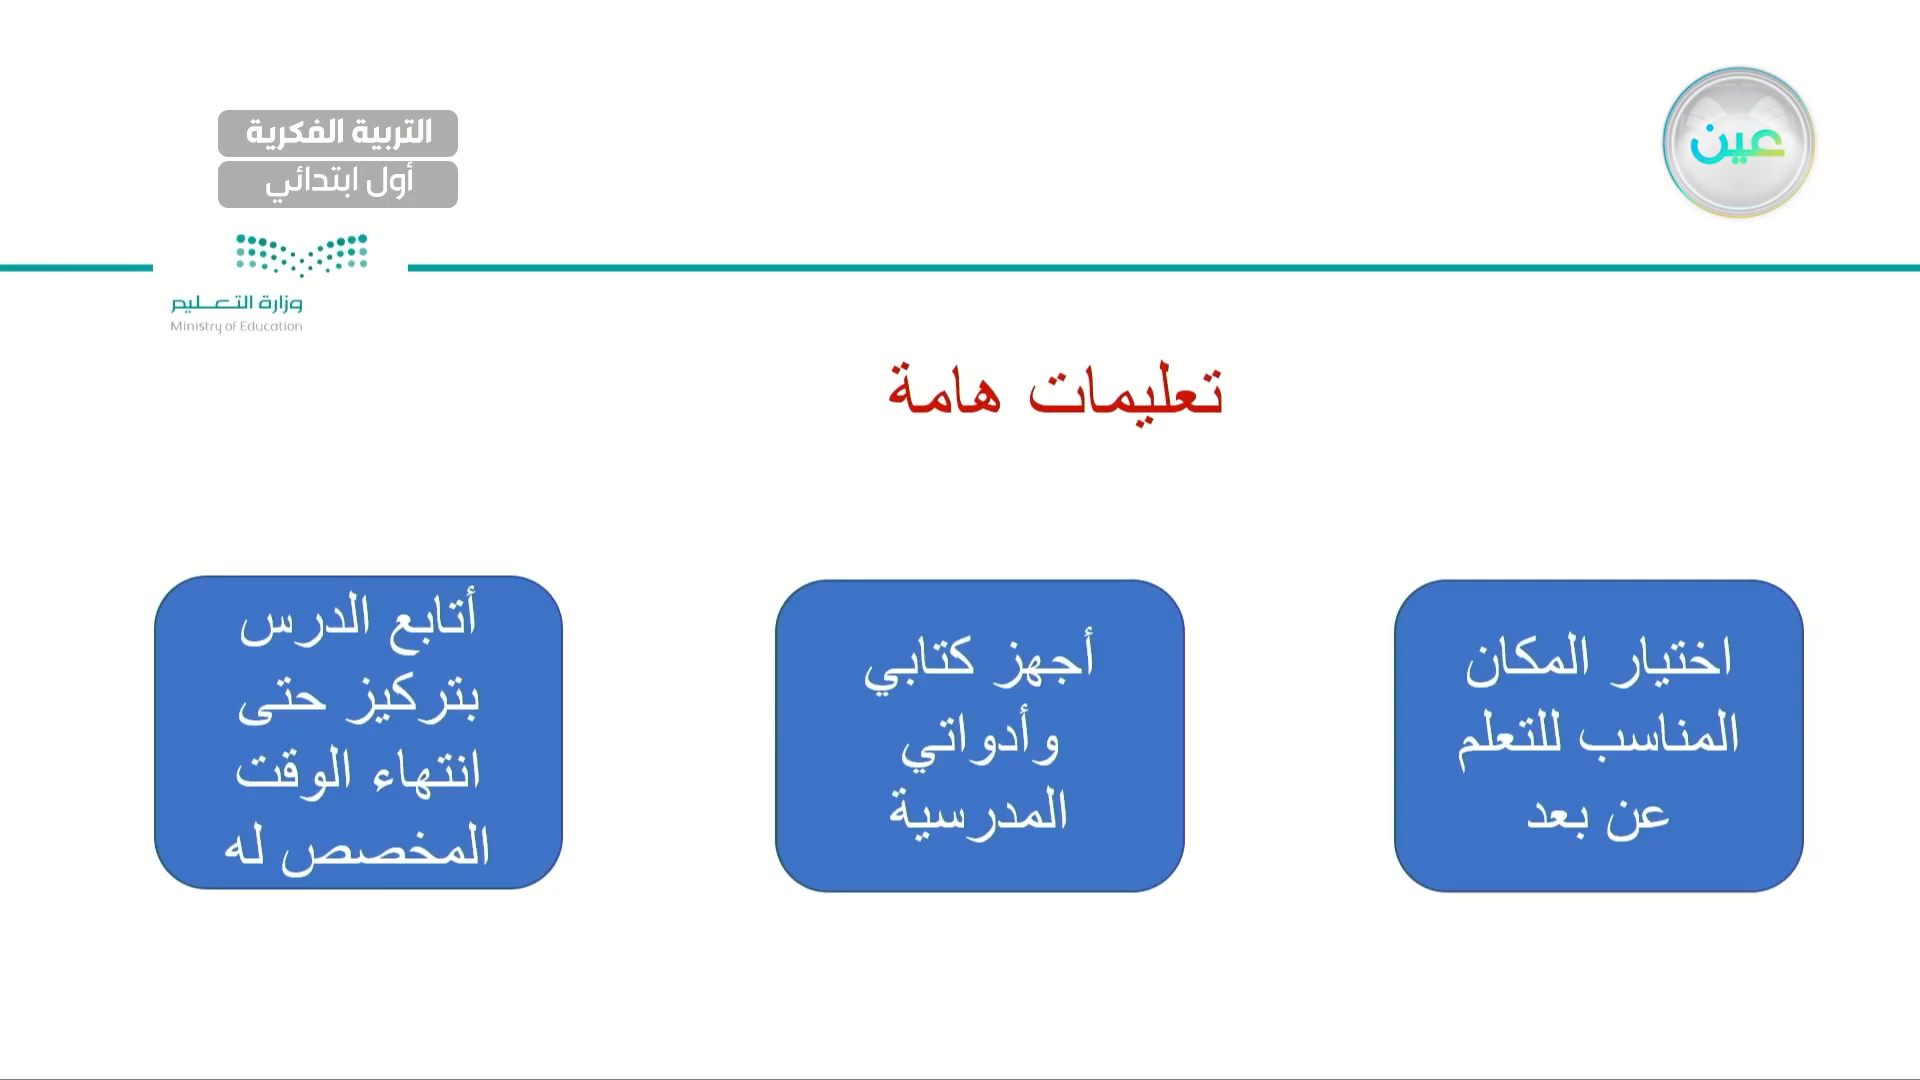 عين
التربية الفكرية
أول ابتدائي
وزارة التعليم
Ministry of Education
تعليمات هامة
اختيار المكان
المناسب للتعلم
عن بعد
أجهز كتابي
وأدواتي
المدرسية
أتابع الدرس
بتركيز حتى
انتهاء الوقت
المخصص له